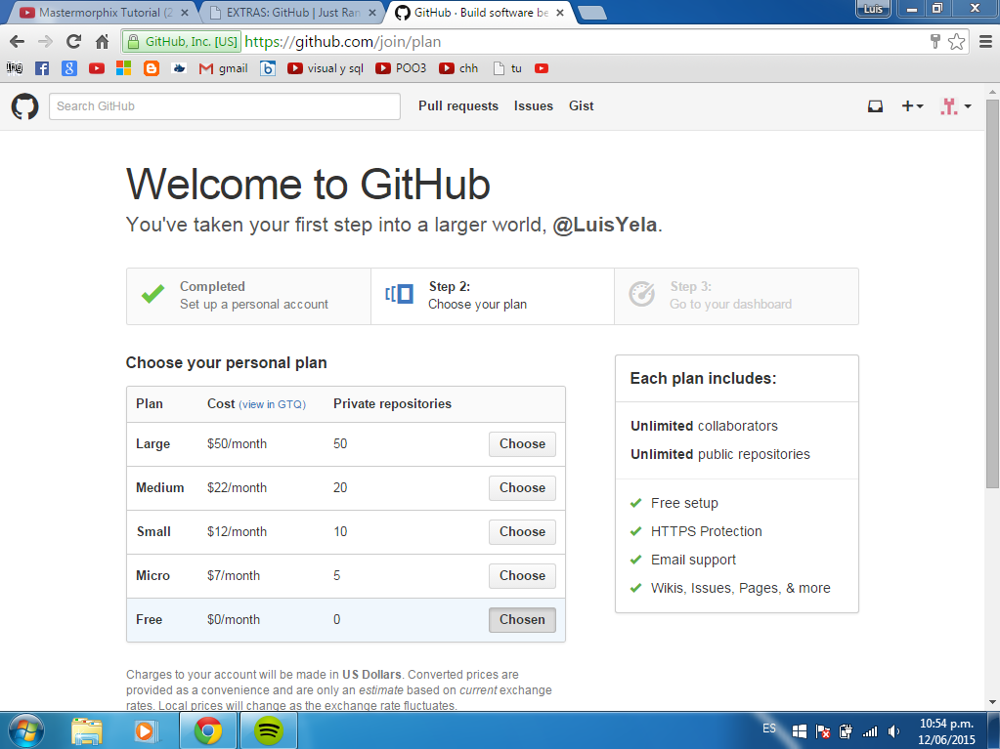 Mastermorphix Tutorial (2
EXTRAS: GitHub | Just Ran
GitHub · Build software be
Luis
GitHub, Inc. [US] https://github.com/join/plan
gmail
visual y sql
POO3
chh
tu
Search GitHub
Pull requests
Issues
Gist
Welcome to GitHub
You've taken your first step into a larger world, @LuisYela.
Completed
Set up a personal account
Step 2:
Choose your plan
Step 3:
Go to your dashboard
Choose your personal plan
Plan Cost (view in GTQ) Private repositories
Large $50/month 50 Choose
Medium $22/month 20 Choose
Small $12/month 10 Choose
Micro $7/month 5 Choose
Free $0/month 0 Chosen
Charges to your account will be made in US Dollars. Converted prices are
provided as a convenience and are only an estimate based on current exchange
rates. Local prices will change as the exchange rate fluctuates.
Each plan includes:
Unlimited collaborators
Unlimited public repositories
Free setup
HTTPS Protection
Email support
Wikis, Issues, Pages, & more
ES
10:54 p.m.
12/06/2015